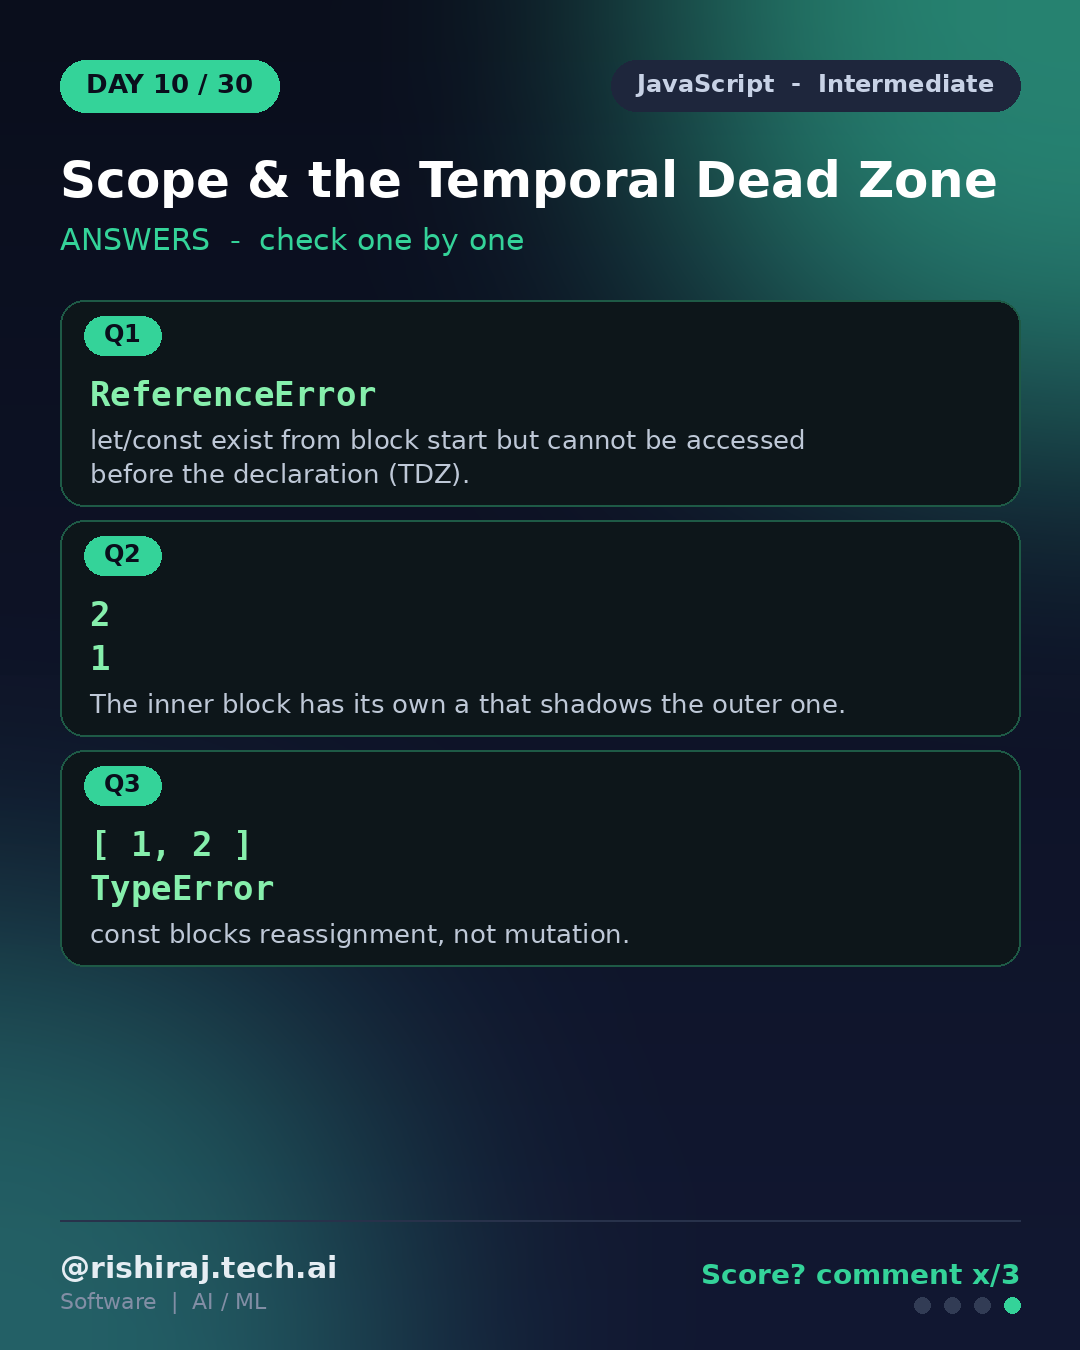 DAY 10 / 30
JavaScript - Intermediate
Scope & the Temporal Dead Zone
ANSWERS - check one by one
Q1
ReferenceError
let/const exist from block start but cannot be accessed
before the declaration (TDZ).
Q2
2
1
The inner block has its own a that shadows the outer one.
Q3
[ 1, 2 ]
TypeError
const blocks reassignment, not mutation.
@rishiraj.tech.ai
Software | AI / ML
Score? comment x/3